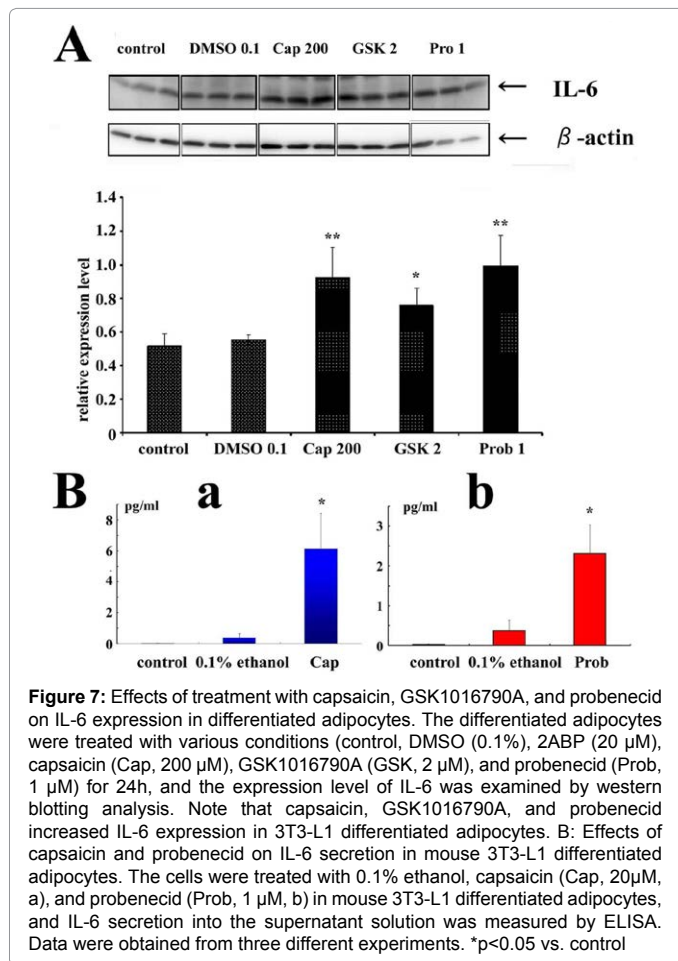 A
control DMSO 0.1 Cap 200 GSK 2 Pro 1
← IL-6
← β-actin
relative expression level
1.4
1.2
1.0
0.8
0.6
0.4
0.2
0
** * **
control DMSO 0.1 Cap 200 GSK 2 Prob 1
B a b
pg/ml
8
6
4
2
0
*
control 0.1% ethanol Cap
pg/ml
3
2
1
0
*
control 0.1% ethanol Prob
Figure 7: Effects of treatment with capsaicin, GSK1016790A, and probenecid
on IL-6 expression in differentiated adipocytes. The differentiated adipocytes
were treated with various conditions (control, DMSO (0.1%), 2ABP (20 µM),
capsaicin (Cap, 200 µM), GSK1016790A (GSK, 2 µM), and probenecid (Prob,
1 µM) for 24h, and the expression level of IL-6 was examined by western
blotting analysis. Note that capsaicin, GSK1016790A, and probenecid
increased IL-6 expression in 3T3-L1 differentiated adipocytes. B: Effects of
capsaicin and probenecid on IL-6 secretion in mouse 3T3-L1 differentiated
adipocytes. The cells were treated with 0.1% ethanol, capsaicin (Cap, 20µM,
a), and probenecid (Prob, 1 µM, b) in mouse 3T3-L1 differentiated adipocytes,
and IL-6 secretion into the supernatant solution was measured by ELISA.
Data were obtained from three different experiments. *p<0.05 vs. control